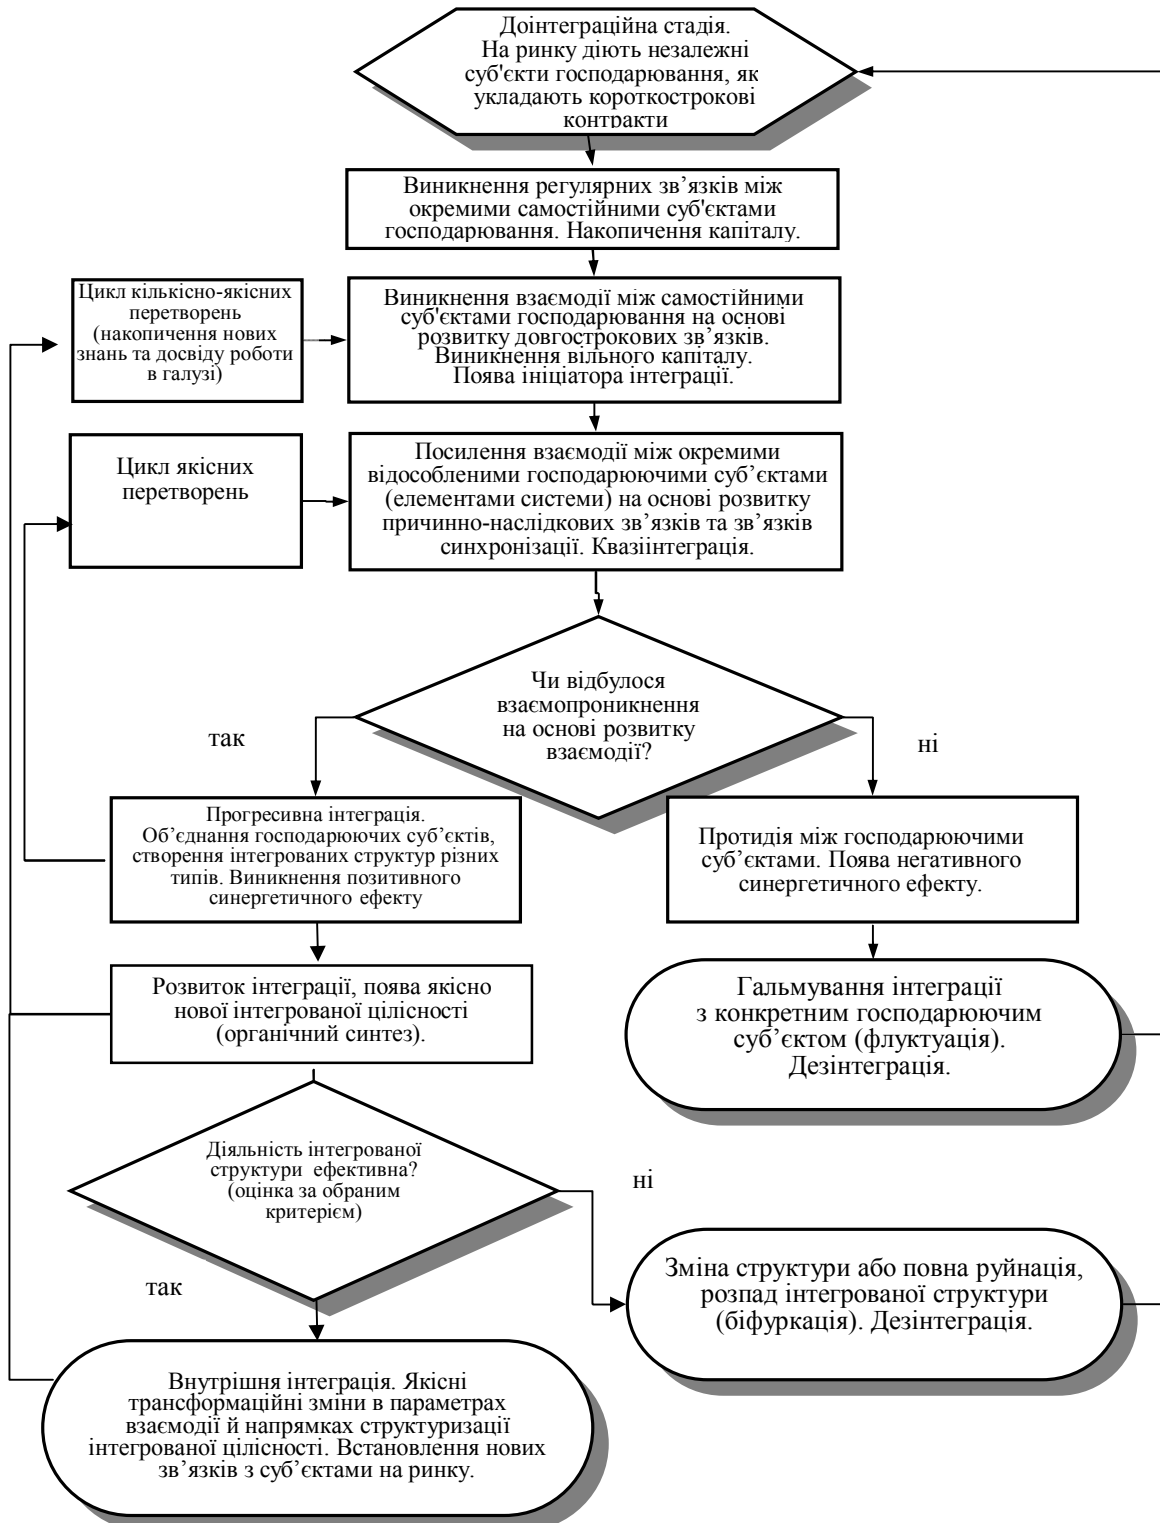 Доінтеграційна стадія.
На ринку діють незалежні
суб'єкти господарювання, як
укладають короткострокові
контракти
Виникнення регулярних зв’язків між
окремими самостійними суб'єктами
господарювання. Накопичення капіталу.
Цикл кількісно-якісних
перетворень
(накопичення нових
знань та досвіду роботи
в галузі)
Виникнення взаємодії між самостійними
суб'єктами господарювання на основі
розвитку довгострокових зв’язків.
Виникнення вільного капіталу.
Поява ініціатора інтеграції.
Цикл якісних
перетворень
Посилення взаємодії між окремими
відособленими господарюючими суб’єктами
(елементами системи) на основі розвитку
причинно-наслідкових зв’язків та зв’язків
синхронізації. Квазіінтеграція.
Чи відбулося
взаємопроникнення
на основі розвитку
взаємодії?
так
ні
Прогресивна інтеграція.
Об’єднання господарюючих суб’єктів,
створення інтегрованих структур різних
типів. Виникнення позитивного
синергетичного ефекту
Протидія між господарюючими
суб’єктами. Поява негативного
синергетичного ефекту.
Розвиток інтеграції, поява якісно
нової інтегрованої цілісності
(органічний синтез).
Гальмування інтеграції
з конкретним господарюючим
суб’єктом (флуктуація).
Дезінтеграція.
Діяльність інтегрованої
структури ефективна?
(оцінка за обраним
критерієм)
ні
так
Зміна структури або повна руйнація,
розпад інтегрованої структури
(біфуркація). Дезінтеграція.
Внутрішня інтеграція. Якісні
трансформаційні зміни в параметрах
взаємодії й напрямках структуризації
інтегрованої цілісності. Встановлення нових
зв’язків з суб’єктами на ринку.